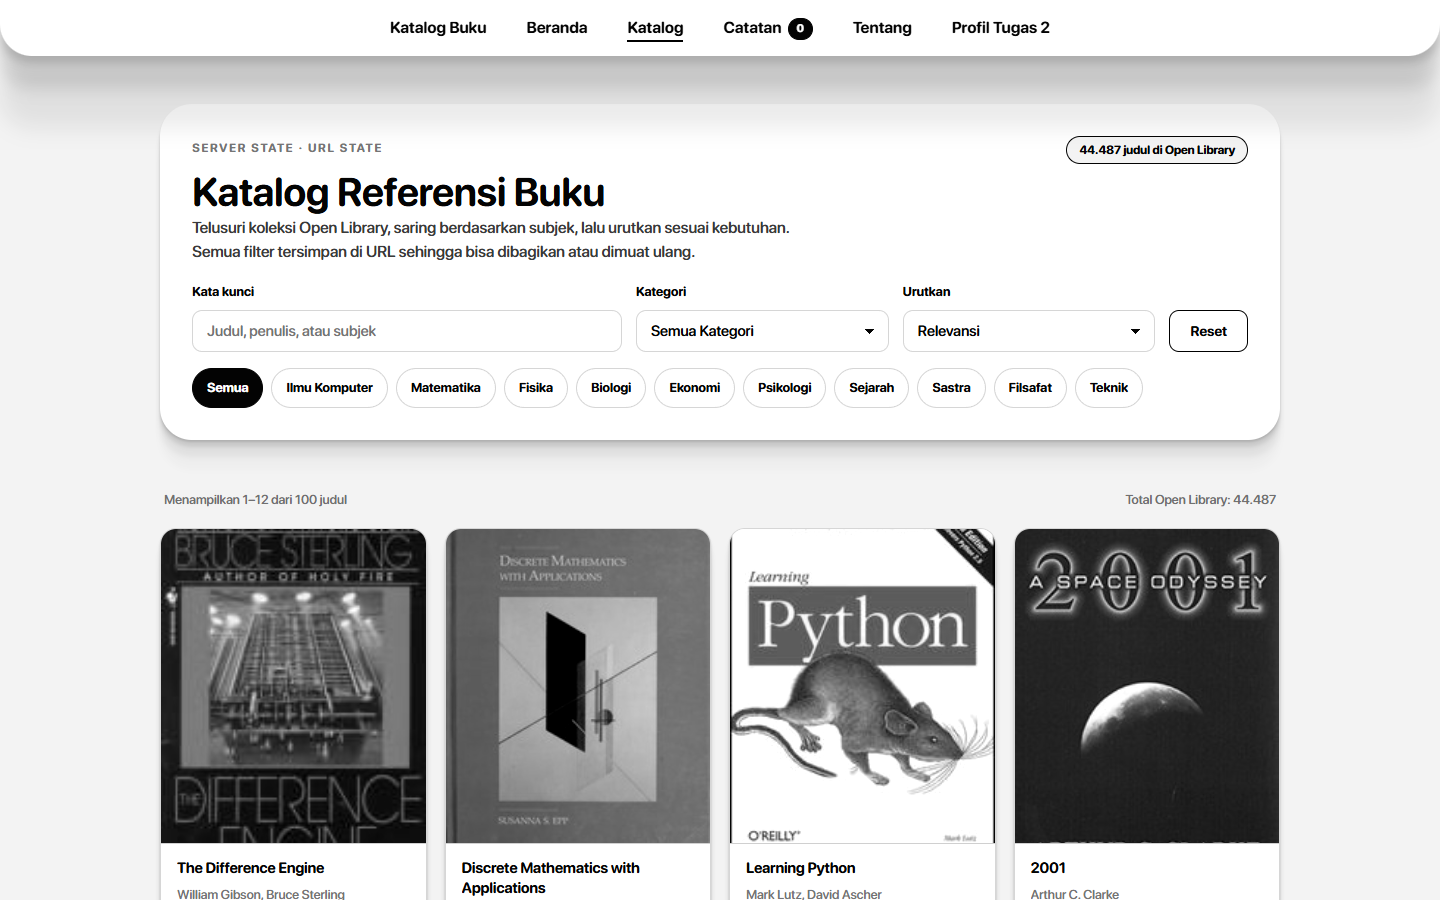 Katalog Buku Beranda Katalog Catatan 0 Tentang Profil Tugas 2
SERVER STATE · URL STATE
44.487 judul di Open Library
Katalog Referensi Buku
Telusuri koleksi Open Library, saring berdasarkan subjek, lalu urutkan sesuai kebutuhan.
Semua filter tersimpan di URL sehingga bisa dibagikan atau dimuat ulang.
Kata kunci Kategori Urutkan
Judul, penulis, atau subjek Semua Kategori Relevansi Reset
Semua Ilmu Komputer Matematika Fisika Biologi Ekonomi Psikologi Sejarah Sastra Filsafat Teknik
Menampilkan 1–12 dari 100 judul Total Open Library: 44.487
BRUCE STERLING
AUTHOR OF HOLY FIRE
THE DIFFERENCE
ENGINE
DISCRETE MATHEMATICS
WITH APPLICATIONS
SUSANNA S. EPP
Edition
Learning
Python
O'REILLY®
Mark Lutz
2001
A SPACE ODYSSEY
The Difference Engine
William Gibson, Bruce Sterling
Discrete Mathematics with
Applications
Learning Python
Mark Lutz, David Ascher
2001
Arthur C. Clarke